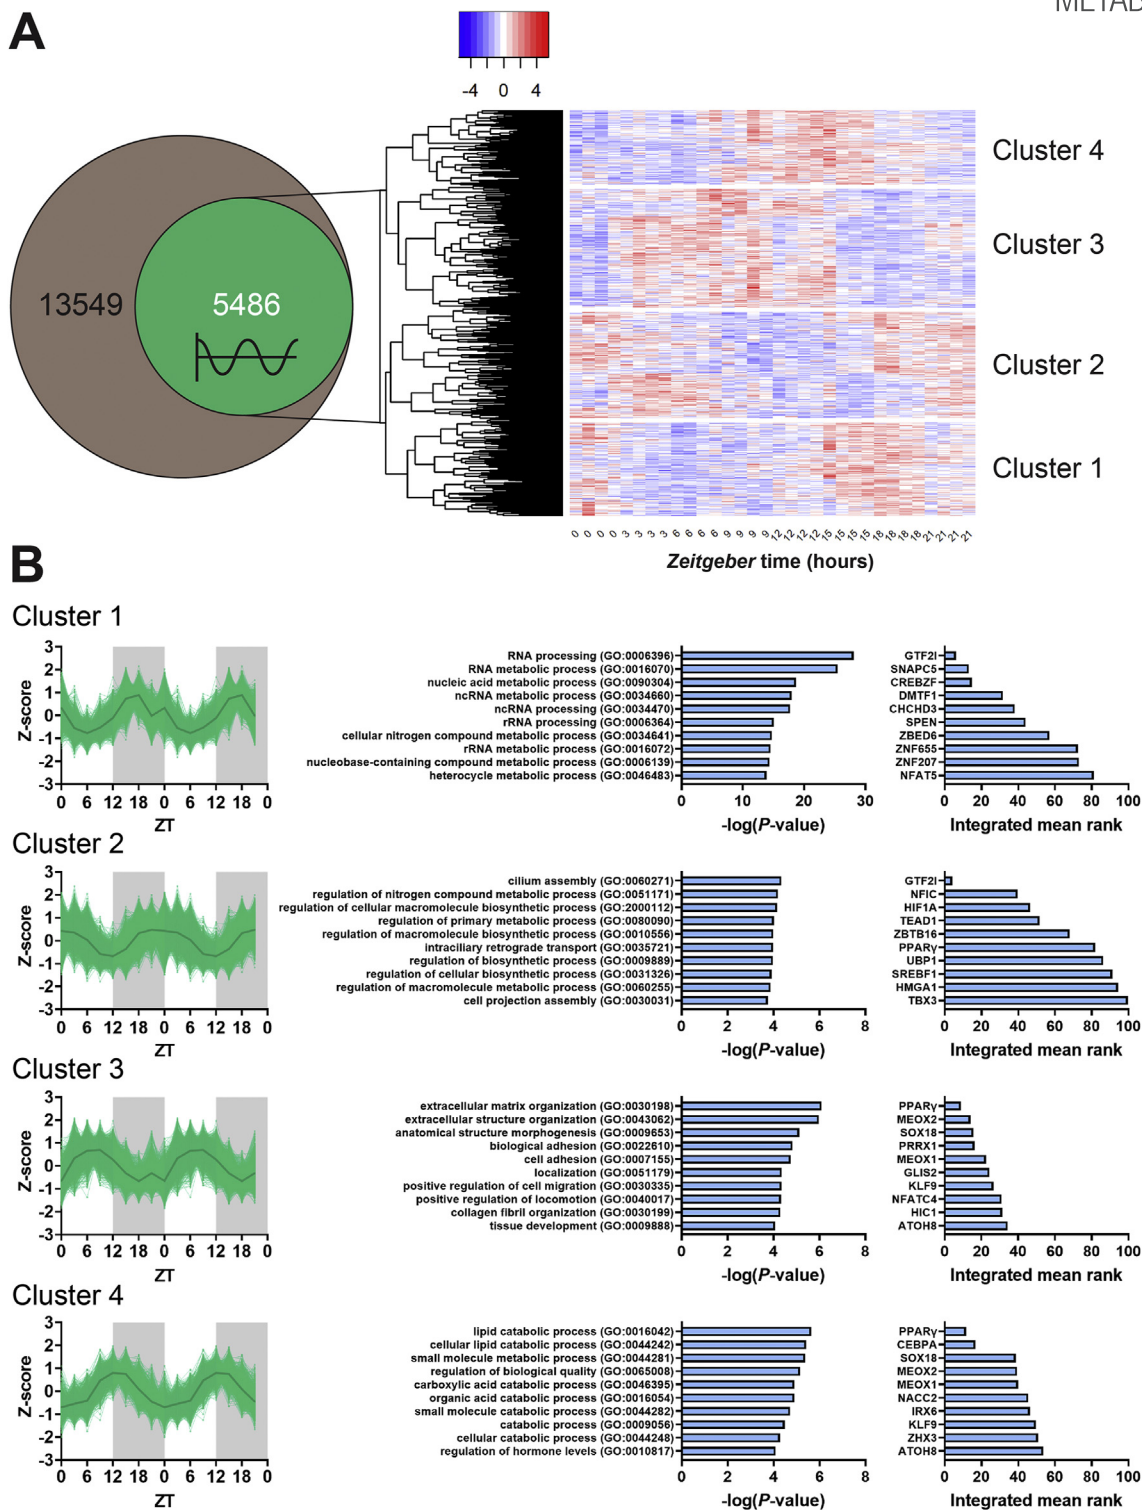 METAB
A
-4 0 4
Cluster 4
Cluster 3
Cluster 2
Cluster 1
13549
5486
0 0 0 0 3 3 3 3 6 6 6 6 9 9 9 9 12 12 12 12 15 15 15 15 18 18 18 18 21 21 21 21
Zeitgeber time (hours)
B
Cluster 1
Z-score
3
2
1
0
-1
-2
-3
0 6 12 18 0 6 12 18 0
ZT
RNA processing (GO:0006396)
RNA metabolic process (GO:0016070)
nucleic acid metabolic process (GO:0090304)
ncRNA metabolic process (GO:0034660)
ncRNA processing (GO:0034470)
rRNA processing (GO:0006364)
cellular nitrogen compound metabolic process (GO:0034641)
rRNA metabolic process (GO:0016072)
nucleobase-containing compound metabolic process (GO:0006139)
heterocycle metabolic process (GO:0046483)
0 10 20 30
-log(P-value)
GTF2I
SNAPC5
CREBZF
DMTF1
CHCHD3
SPEN
ZBED6
ZNF655
ZNF207
NFAT5
0 20 40 60 80 100
Integrated mean rank
Cluster 2
Z-score
3
2
1
0
-1
-2
-3
0 6 12 18 0 6 12 18 0
ZT
cilium assembly (GO:0060271)
regulation of nitrogen compound metabolic process (GO:0051171)
regulation of cellular macromolecule biosynthetic process (GO:2000112)
regulation of primary metabolic process (GO:0080090)
regulation of macromolecule biosynthetic process (GO:0010556)
intraciliary retrograde transport (GO:0035721)
regulation of biosynthetic process (GO:0009889)
regulation of cellular biosynthetic process (GO:0031326)
regulation of macromolecule metabolic process (GO:0060255)
cell projection assembly (GO:0030031)
0 2 4 6 8
-log(P-value)
GTF2I
NFIC
HIF1A
TEAD1
ZBTB16
PPARγ
UBP1
SREBF1
HMGA1
TBX3
0 20 40 60 80 100
Integrated mean rank
Cluster 3
Z-score
3
2
1
0
-1
-2
-3
0 6 12 18 0 6 12 18 0
ZT
extracellular matrix organization (GO:0030198)
extracellular structure organization (GO:0043062)
anatomical structure morphogenesis (GO:0009653)
biological adhesion (GO:0022610)
cell adhesion (GO:0007155)
localization (GO:0051179)
positive regulation of cell migration (GO:0030335)
positive regulation of locomotion (GO:0040017)
collagen fibril organization (GO:0030199)
tissue development (GO:0009888)
0 2 4 6 8
-log(P-value)
PPARγ
MEOX2
SOX18
PRRX1
MEOX1
GLIS2
KLF9
NFATC4
HIC1
ATOH8
0 20 40 60 80 100
Integrated mean rank
Cluster 4
Z-score
3
2
1
0
-1
-2
-3
0 6 12 18 0 6 12 18 0
ZT
lipid catabolic process (GO:0016042)
cellular lipid catabolic process (GO:0044242)
small molecule metabolic process (GO:0044281)
regulation of biological quality (GO:0065008)
carboxylic acid catabolic process (GO:0046395)
organic acid catabolic process (GO:0016054)
small molecule catabolic process (GO:0044282)
catabolic process (GO:0009056)
cellular catabolic process (GO:0044248)
regulation of hormone levels (GO:0010817)
0 2 4 6 8
-log(P-value)
PPARγ
CEBPA
SOX18
MEOX2
MEOX1
NACC2
IRX6
KLF9
ZHX3
ATOH8
0 20 40 60 80 100
Integrated mean rank